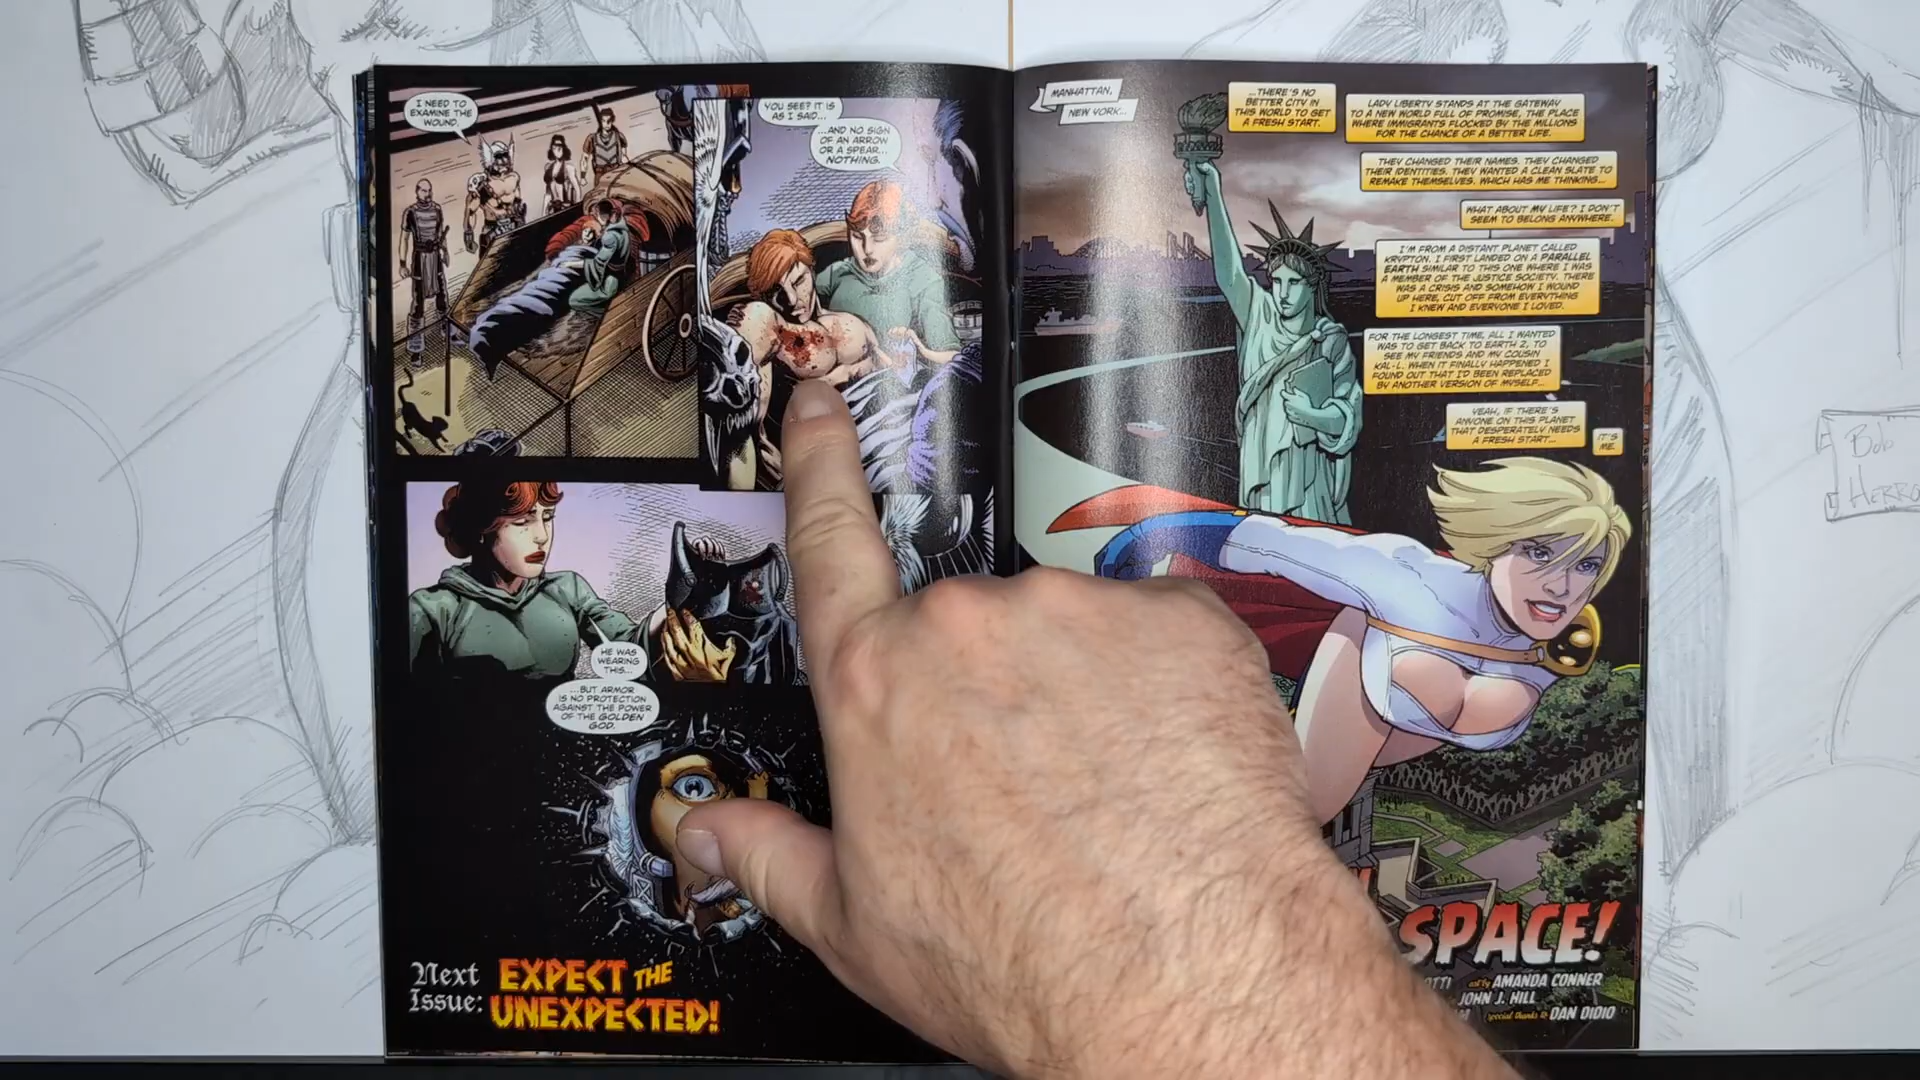 I NEED TO
EXAMINE THE
WOUND.
YOU SEE? IT IS
AS I SAID...
...AND NO SIGN
OF AN ARROW
OR A SPEAR...
NOTHING.
HE WAS
WEARING
THIS...
...BUT ARMOR
IS NO PROTECTION
AGAINST THE POWER
OF THE GOLDEN
GOD.
Next
Issue:
EXPECT THE
UNEXPECTED!
MANHATTAN,
NEW YORK...
...THERE'S NO
BETTER CITY IN
THIS WORLD TO GET
A FRESH START.
LADY LIBERTY STANDS AT THE GATEWAY
TO A NEW WORLD FULL OF PROMISE, THE PLACE
WHERE IMMIGRANTS FLOCKED BY THE MILLIONS
FOR THE CHANCE OF A BETTER LIFE.
THEY CHANGED THEIR NAMES. THEY CHANGED
THEIR IDENTITIES. THEY WANTED A CLEAN SLATE TO
REMAKE THEMSELVES. WHICH HAS ME THINKING...
WHAT ABOUT MY LIFE? I DON'T
SEEM TO BELONG ANYWHERE.
I'M FROM A DISTANT PLANET CALLED
KRYPTON. I FIRST LANDED ON A PARALLEL
EARTH SIMILAR TO THIS ONE WHERE I WAS
A MEMBER OF THE JUSTICE SOCIETY. THERE
WAS A CRISIS AND SOMEHOW I WOUND
UP HERE, CUT OFF FROM EVERYTHING
I KNEW AND EVERYONE I LOVED.
FOR THE LONGEST TIME, ALL I WANTED
WAS TO GET BACK TO EARTH 2, TO
SEE MY FRIENDS AND MY COUSIN
KAL-L. WHEN IT FINALLY HAPPENED I
FOUND OUT THAT I'D BEEN REPLACED
BY ANOTHER VERSION OF MYSELF...
YEAH, IF THERE'S
ANYONE ON THIS PLANET
THAT DESPERATELY NEEDS
A FRESH START...
IT'S
ME.
SPACE!
OTTI art by AMANDA CONNER
JOHN J. HILL
special thanks to DAN DIDIO
Bob